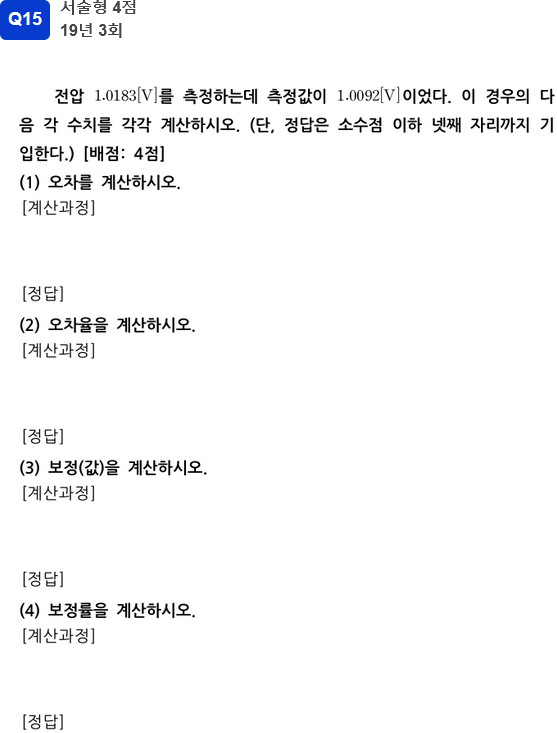 Q15
서술형 4점
19년 3회
전압 1.0183[V]를 측정하는데 측정값이 1.0092[V]이었다. 이 경우의 다
음 각 수치를 각각 계산하시오. (단, 정답은 소수점 이하 넷째 자리까지 기
입한다.) [배점: 4점]
(1) 오차를 계산하시오.
[계산과정]
[정답]
(2) 오차율을 계산하시오.
[계산과정]
[정답]
(3) 보정(값)을 계산하시오.
[계산과정]
[정답]
(4) 보정률을 계산하시오.
[계산과정]
[정답]